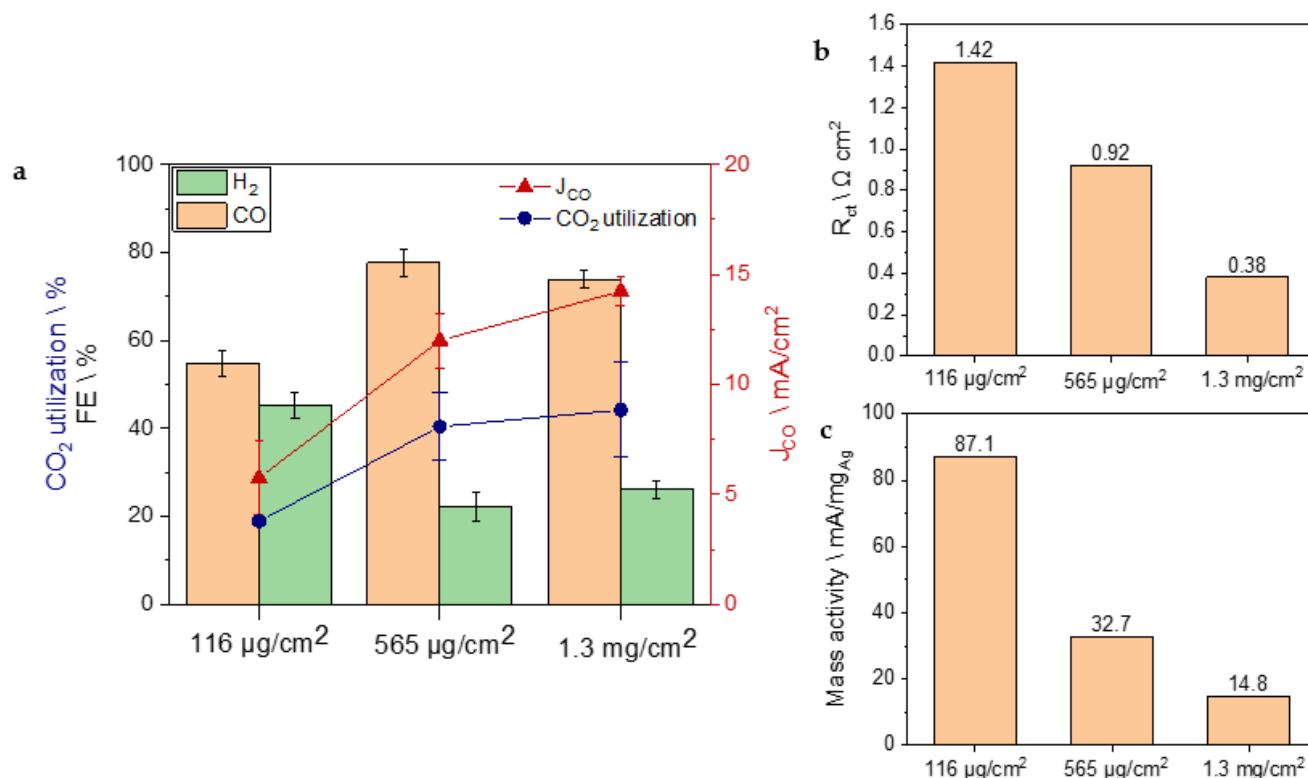 a
CO₂ utilization \ %
FE \ %
100
80
60
40
20
0
H₂
CO
J_CO
CO₂ utilization
20
15
10
5
0
J_CO \ mA/cm²
116 µg/cm²
565 µg/cm²
1.3 mg/cm²
b
R_ct \ Ω cm²
1.6
1.4
1.2
1.0
0.8
0.6
0.4
0.2
0.0
1.42
0.92
0.38
116 µg/cm²
565 µg/cm²
1.3 mg/cm²
c
Mass activity \ mA/mg_Ag
100
80
60
40
20
0
87.1
32.7
14.8
116 µg/cm²
565 µg/cm²
1.3 mg/cm²